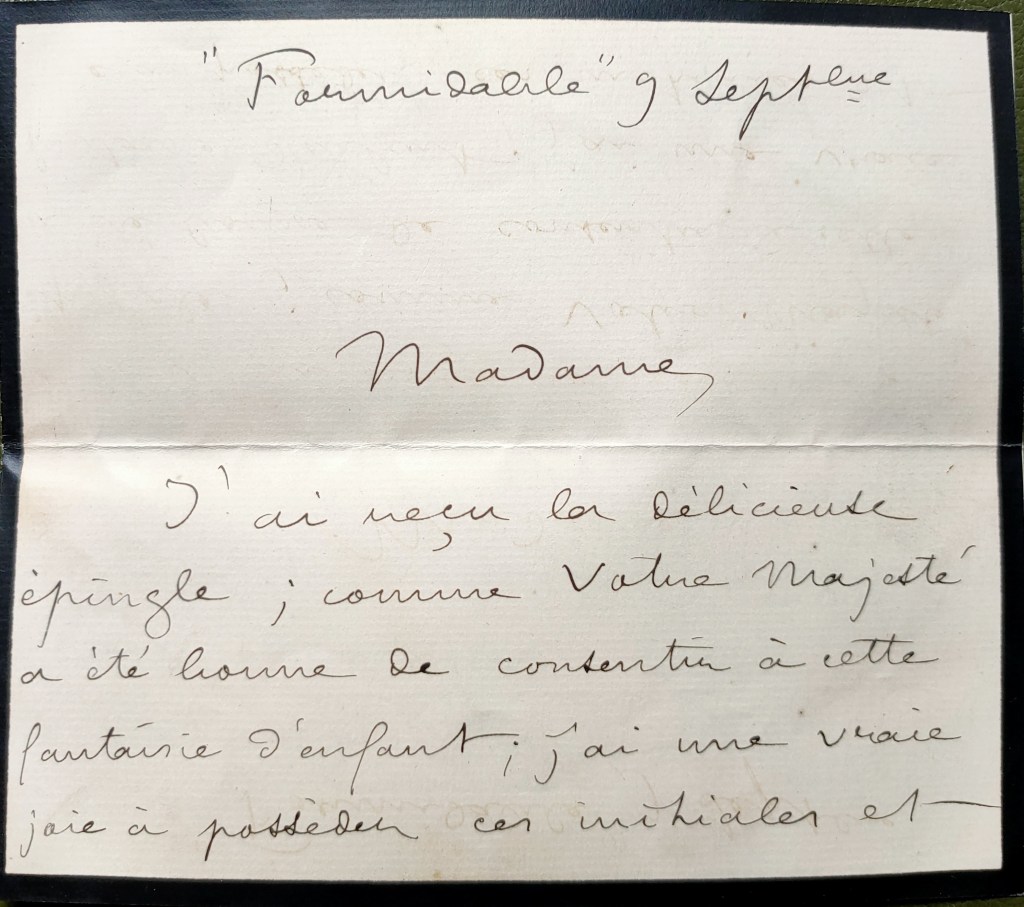 "Formidable" 9 Septbre
Madame,
J'ai reçu la délicieuse
épingle ; comme Votre Majesté
a été bonne de consentir à cette
fantaisie d'enfant ; j'ai une vraie
joie à posséder ces initiales et